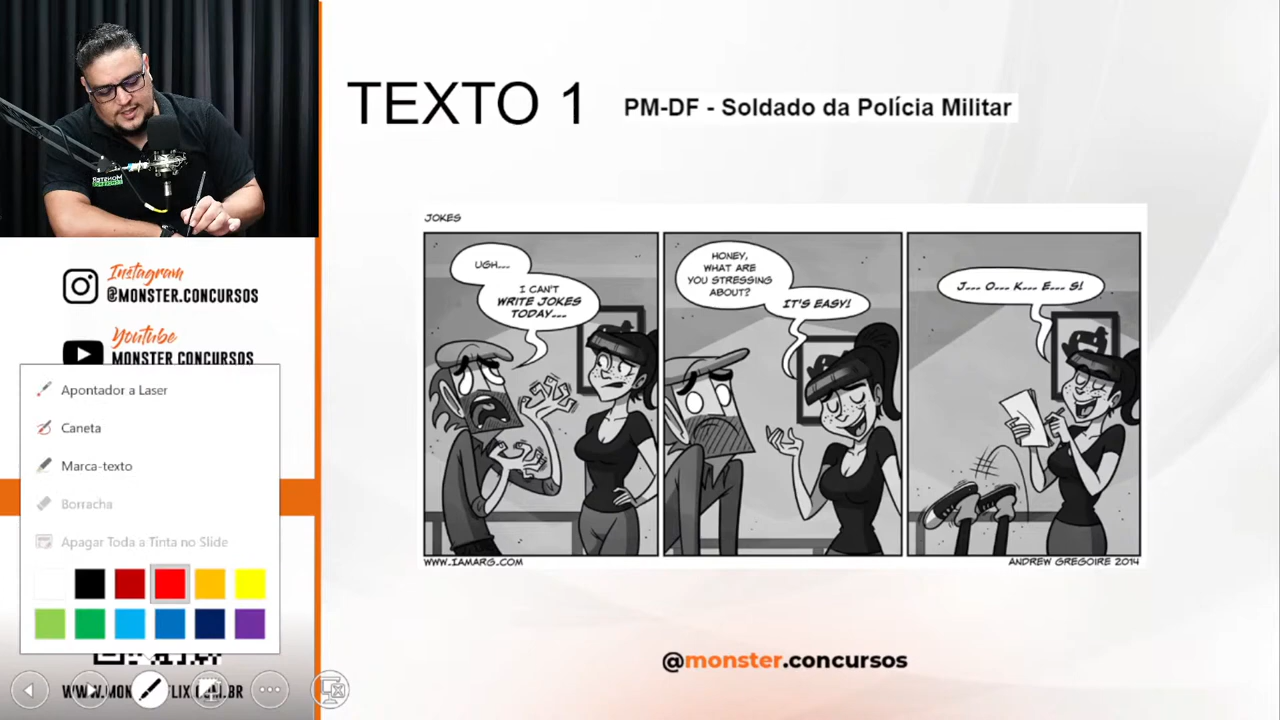 TEXTO 1
PM-DF - Soldado da Polícia Militar
Instagram
@MONSTER.CONCURSOS
Youtube
MONSTER CONCURSOS
JOKES
UGH...
I CAN'T
WRITE JOKES
TODAY...
HONEY,
WHAT ARE
YOU STRESSING
ABOUT?
IT'S EASY!
J... O... K... E... S!
WWW.IAMARG.COM
ANDREW GREGOIRE 2014
Apontador a Laser
Caneta
Marca-texto
Borracha
Apagar Toda a Tinta no Slide
@monster.concursos